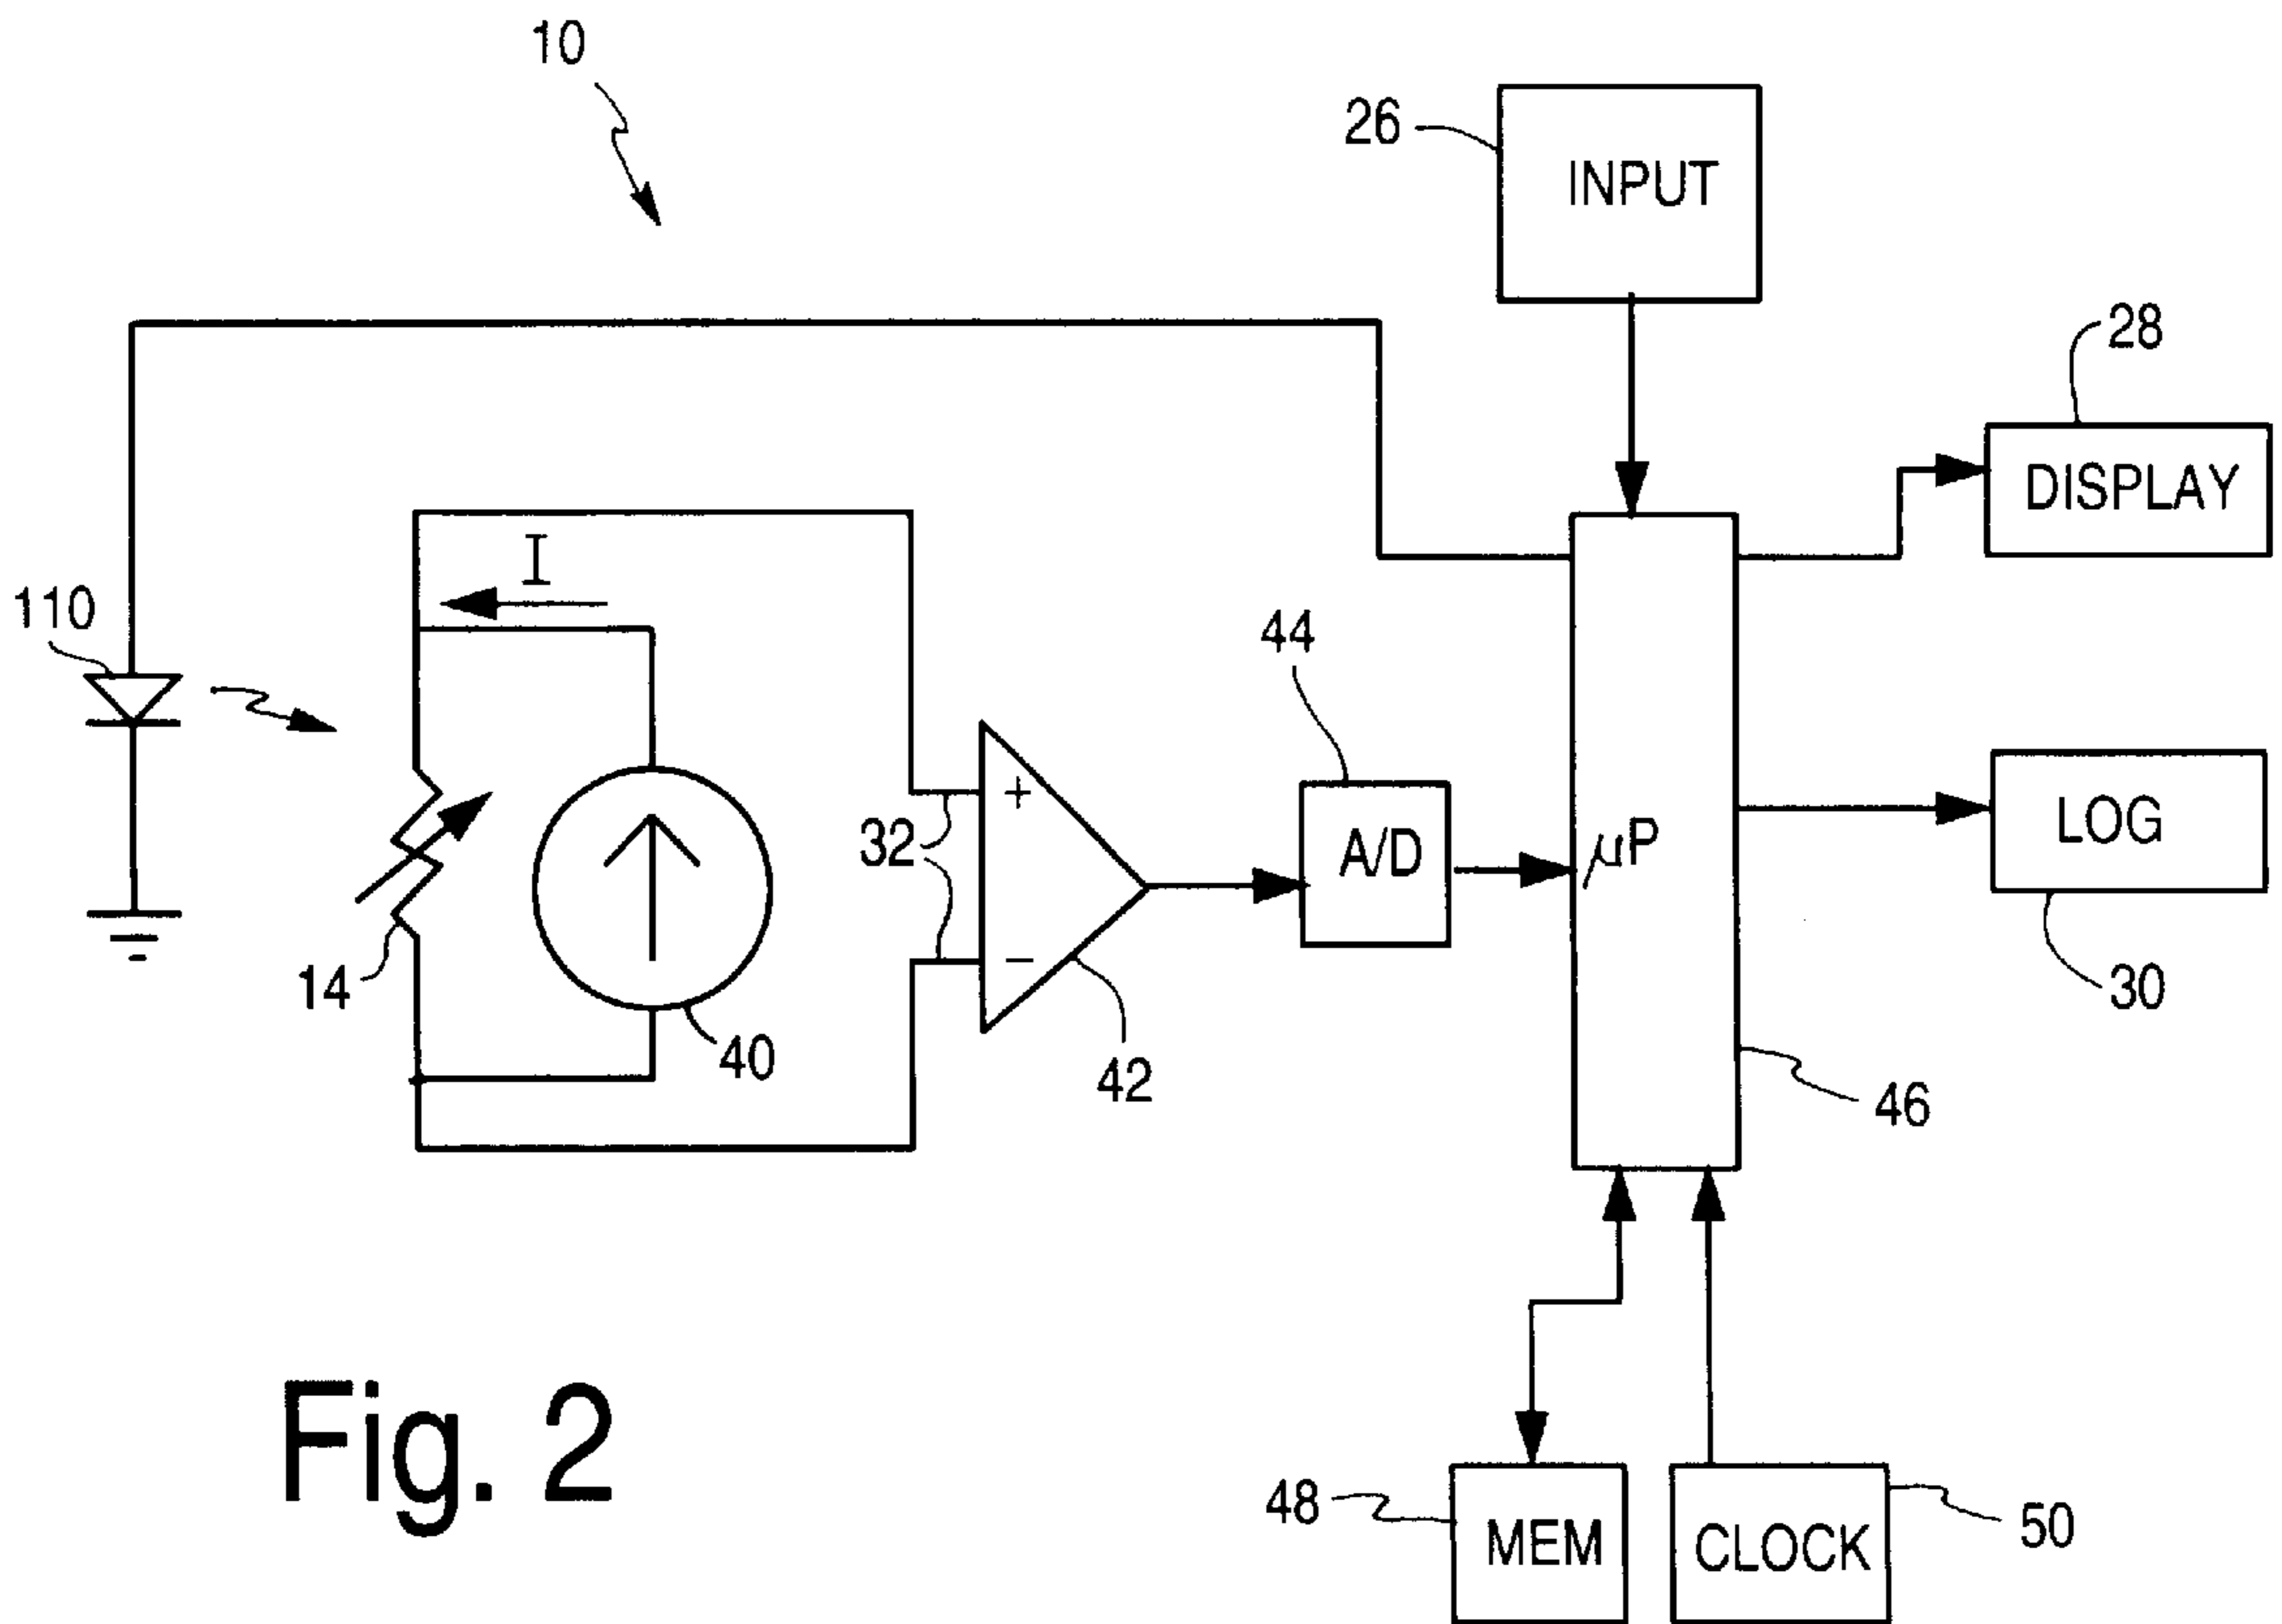 10
26
INPUT
28
DISPLAY
I
110
44
+
32
A/D
μP
LOG
14
40
−
42
30
46
Fig. 2
48
MEM
CLOCK
50